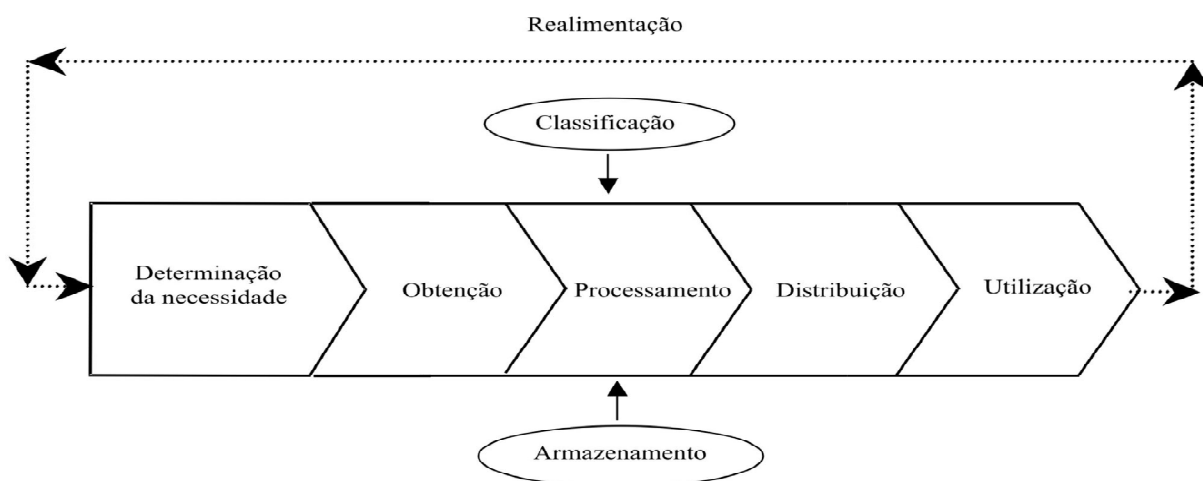 Realimentação
Classificação
Determinação
da necessidade
Obtenção
Processamento
Distribuição
Utilização
Armazenamento